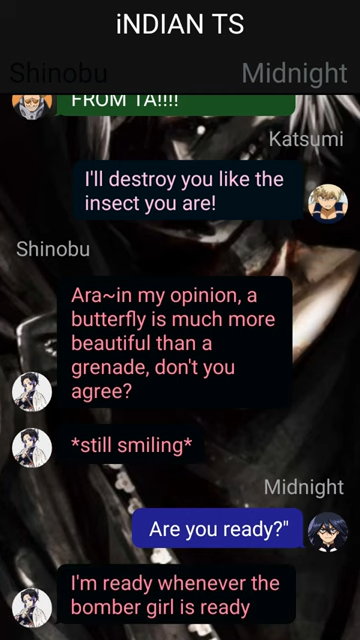 iNDIAN TS
Shinobu
Midnight
FROM TA!!!!
Katsumi
I'll destroy you like the
insect you are!
Shinobu
Ara~in my opinion, a
butterfly is much more
beautiful than a
grenade, don't you
agree?
*still smiling*
Midnight
Are you ready?"
I'm ready whenever the
bomber girl is ready